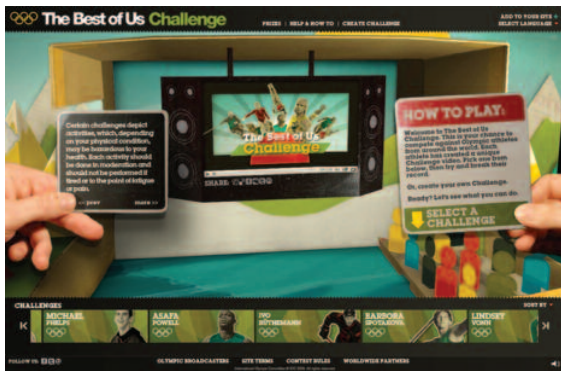 The Best of Us Challenge
PRIZES | HELP & HOW TO | CREATE CHALLENGE
ADD TO YOUR SITE
SELECT LANGUAGE
Certain challenges depict
activities, which, depending
on your physical condition,
may be hazardous to your
health. Each activity should
be done in moderation and
should not be performed if
tired or to the point of fatigue
or pain.
<< prev
more >>
The Best of Us
Challenge
SHARE
HOW TO PLAY:
Welcome to The Best of Us
Challenge. This is your chance to
compete against Olympic athletes
from around the world. Each
athlete has created a unique
Challenge video. Pick one from
below, then try and break their
record.
Or, create your own Challenge.
Ready? Let's see what you can do.
SELECT A
CHALLENGE
CHALLENGES
SORT BY
MICHAEL
PHELPS
ASAFA
POWELL
IVO
RÜTHEMANN
BARBORA
SPOTAKOVA
LINDSEY
VONN
FOLLOW US:
OLYMPIC BROADCASTERS
SITE TERMS
CONTEST RULES
WORLDWIDE PARTNERS